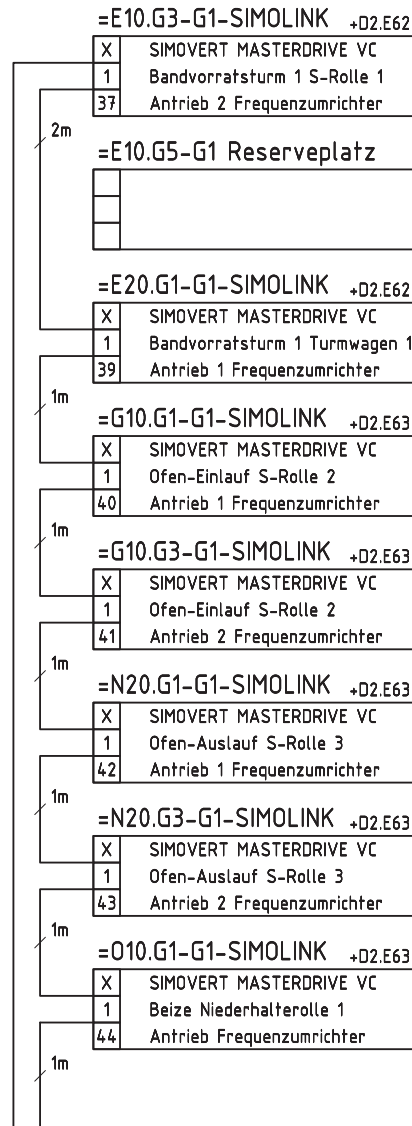 =E10.G3-G1-SIMOLINK +D2.E62
X SIMOVERT MASTERDRIVE VC
1 Bandvorratsturm 1 S-Rolle 1
37 Antrieb 2 Frequenzumrichter
2m
=E10.G5-G1 Reserveplatz
=E20.G1-G1-SIMOLINK +D2.E62
X SIMOVERT MASTERDRIVE VC
1 Bandvorratsturm 1 Turmwagen 1
39 Antrieb 1 Frequenzumrichter
1m
=G10.G1-G1-SIMOLINK +D2.E63
X SIMOVERT MASTERDRIVE VC
1 Ofen-Einlauf S-Rolle 2
40 Antrieb 1 Frequenzumrichter
1m
=G10.G3-G1-SIMOLINK +D2.E63
X SIMOVERT MASTERDRIVE VC
1 Ofen-Einlauf S-Rolle 2
41 Antrieb 2 Frequenzumrichter
1m
=N20.G1-G1-SIMOLINK +D2.E63
X SIMOVERT MASTERDRIVE VC
1 Ofen-Auslauf S-Rolle 3
42 Antrieb 1 Frequenzumrichter
1m
=N20.G3-G1-SIMOLINK +D2.E63
X SIMOVERT MASTERDRIVE VC
1 Ofen-Auslauf S-Rolle 3
43 Antrieb 2 Frequenzumrichter
1m
=O10.G1-G1-SIMOLINK +D2.E63
X SIMOVERT MASTERDRIVE VC
1 Beize Niederhalterolle 1
44 Antrieb Frequenzumrichter
1m